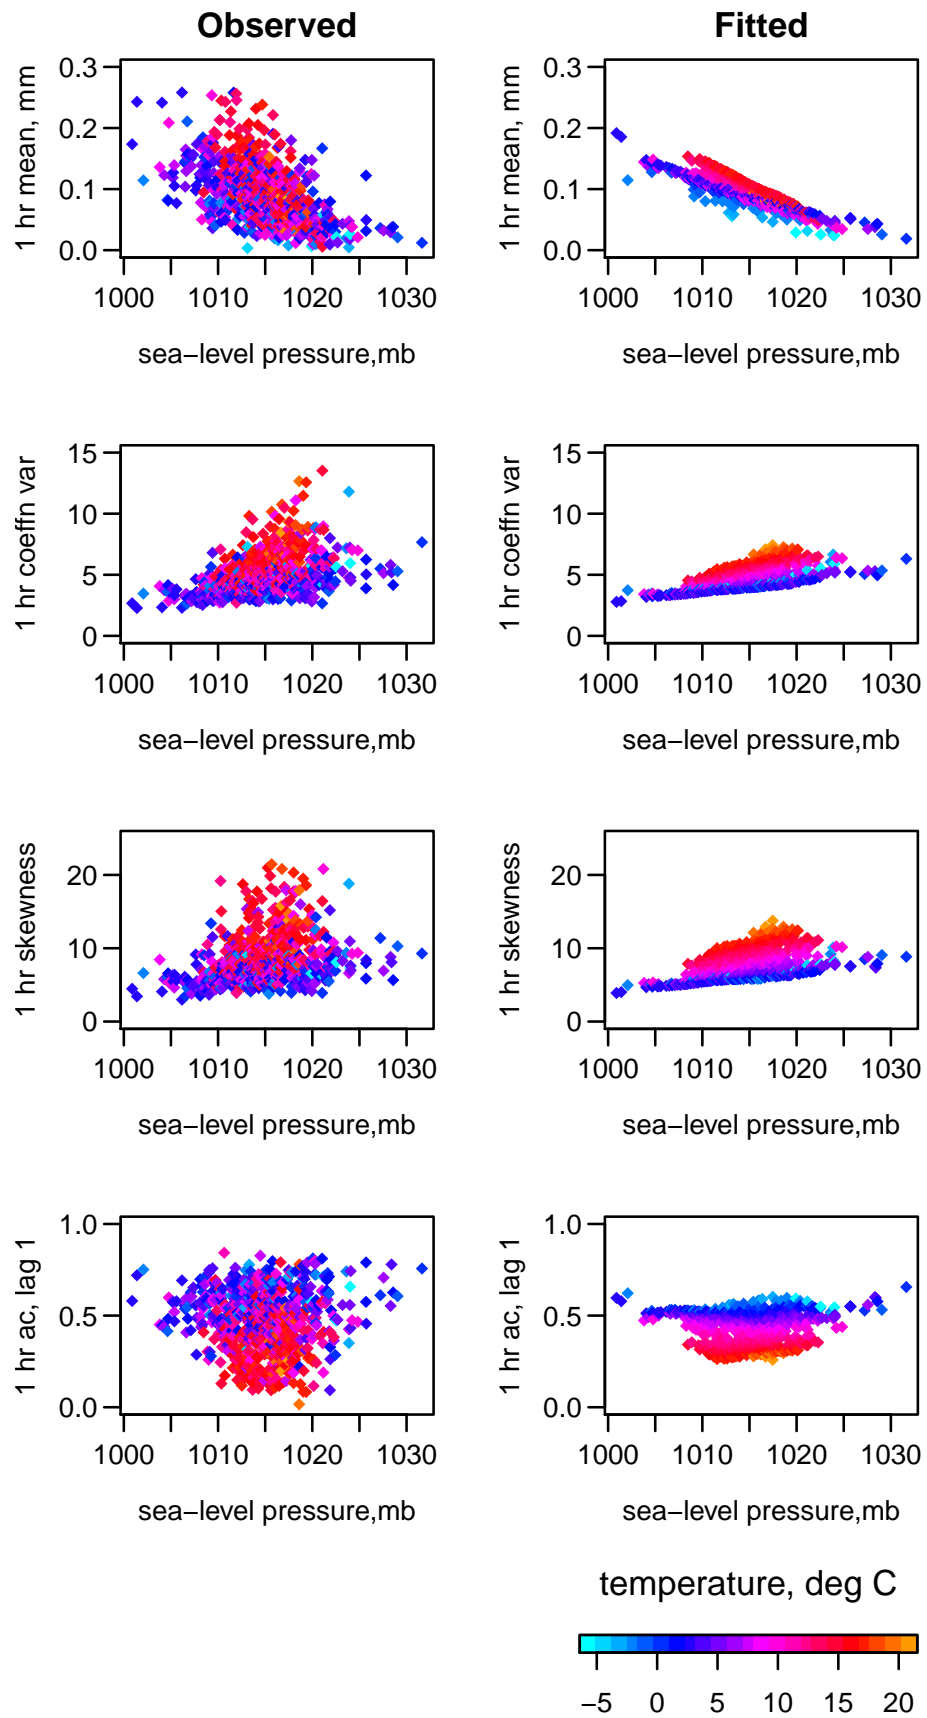 Observed
Fitted
1 hr mean, mm
0.0 0.1 0.2 0.3
1000 1010 1020 1030
sea−level pressure,mb
1 hr mean, mm
0.0 0.1 0.2 0.3
1000 1010 1020 1030
sea−level pressure,mb
1 hr coeffn var
0 5 10 15
1000 1010 1020 1030
sea−level pressure,mb
1 hr coeffn var
0 5 10 15
1000 1010 1020 1030
sea−level pressure,mb
1 hr skewness
0 10 20
1000 1010 1020 1030
sea−level pressure,mb
1 hr skewness
0 10 20
1000 1010 1020 1030
sea−level pressure,mb
1 hr ac, lag 1
0.0 0.5 1.0
1000 1010 1020 1030
sea−level pressure,mb
1 hr ac, lag 1
0.0 0.5 1.0
1000 1010 1020 1030
sea−level pressure,mb
temperature, deg C
−5 0 5 10 15 20